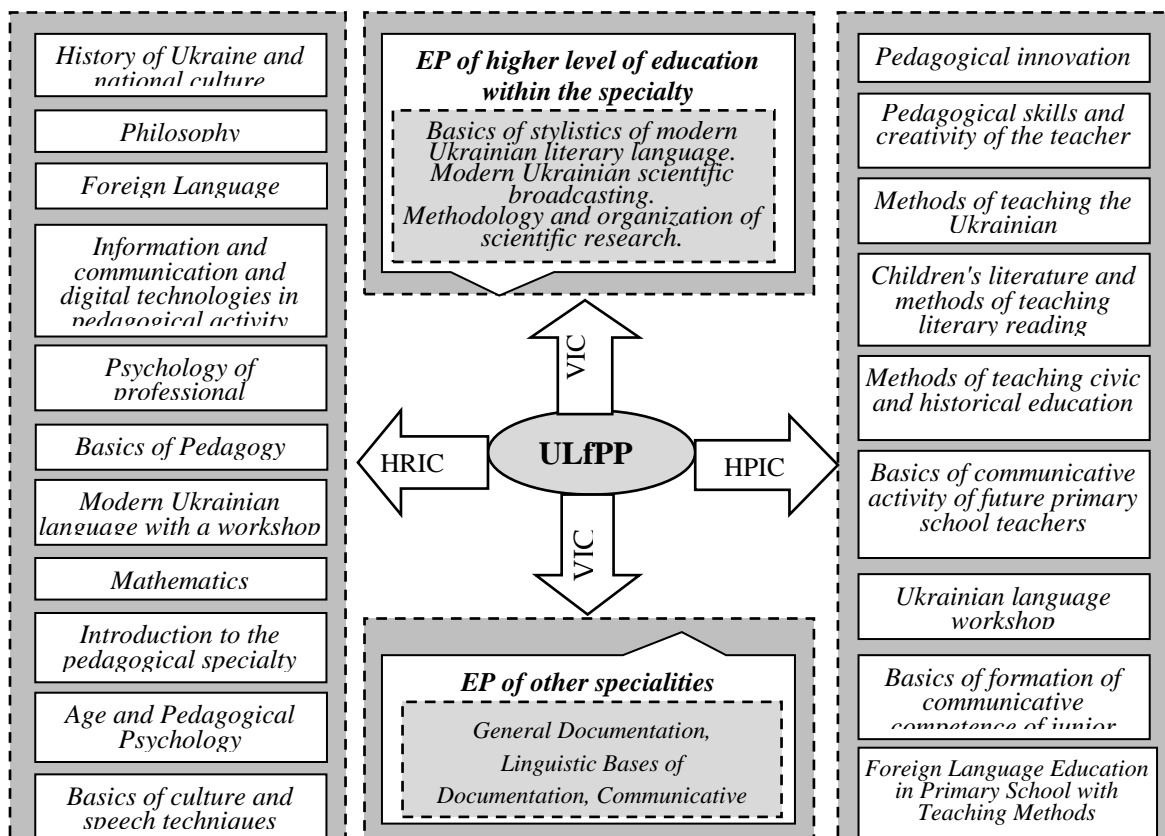 History of Ukraine and
national culture
Philosophy
Foreign Language
Information and
communication and
digital technologies in
pedagogical activity
Psychology of
professional
Basics of Pedagogy
Modern Ukrainian
language with a workshop
Mathematics
Introduction to the
pedagogical specialty
Age and Pedagogical
Psychology
Basics of culture and
speech techniques
EP of higher level of education
within the specialty
Basics of stylistics of modern
Ukrainian literary language.
Modern Ukrainian scientific
broadcasting.
Methodology and organization of
scientific research.
VIC
HRIC
ULfPP
HPIC
VIC
EP of other specialities
General Documentation,
Linguistic Bases of
Documentation, Communicative
Pedagogical innovation
Pedagogical skills and
creativity of the teacher
Methods of teaching the
Ukrainian
Children's literature and
methods of teaching
literary reading
Methods of teaching civic
and historical education
Basics of communicative
activity of future primary
school teachers
Ukrainian language
workshop
Basics of formation of
communicative
competence of junior
Foreign Language Education
in Primary School with
Teaching Methods